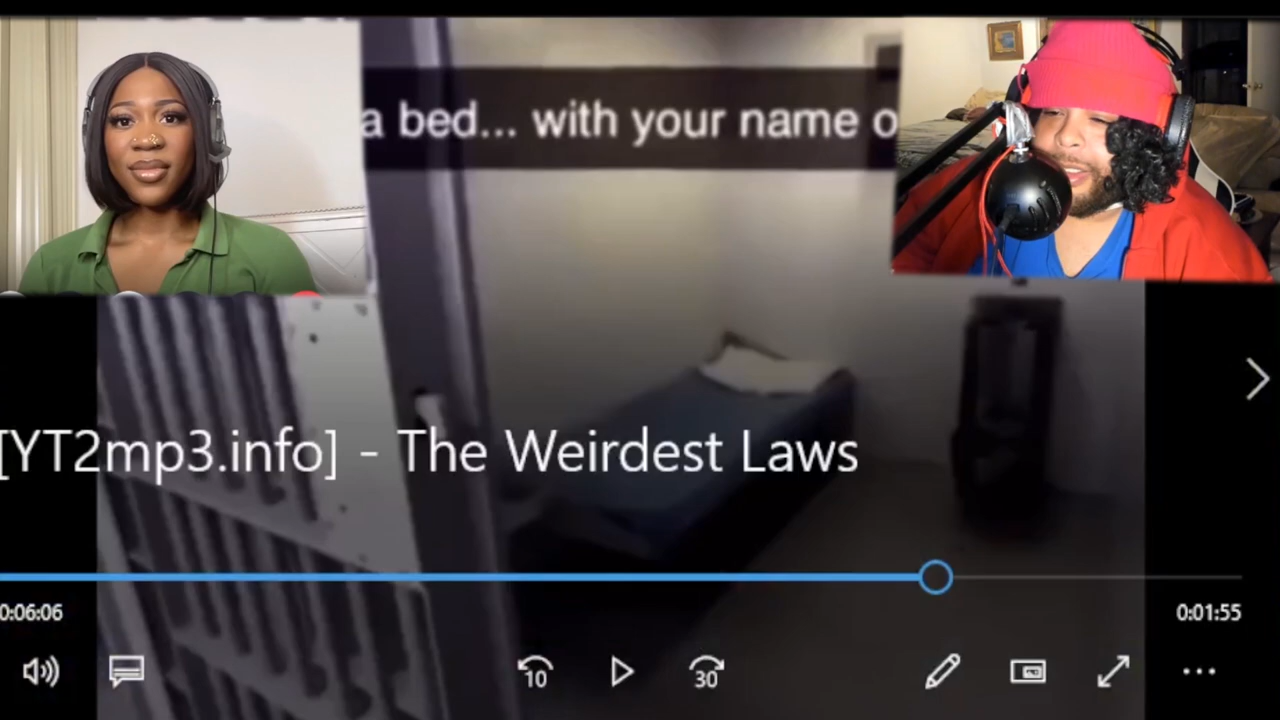 a bed... with your name o
[YT2mp3.info] - The Weirdest Laws
0:06:06
0:01:55
10
30